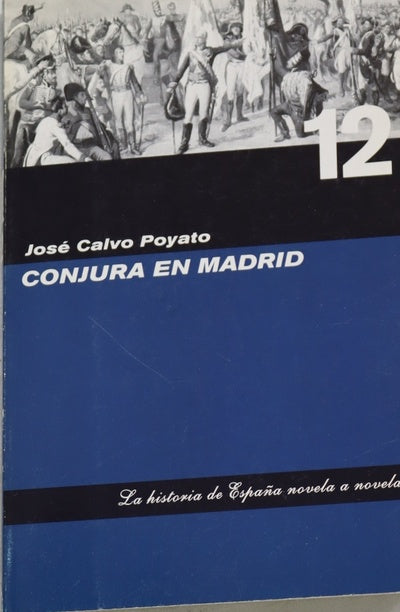 12
José Calvo Poyato
CONJURA EN MADRID
La historia de España novela a novela